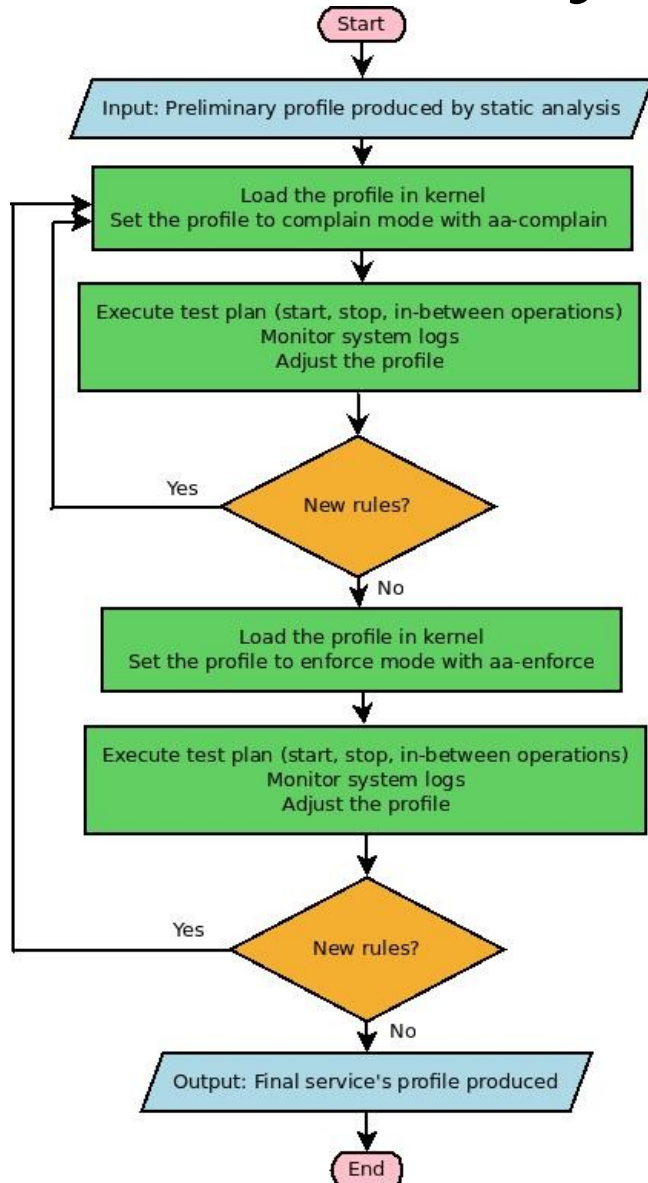 Start
Input: Preliminary profile produced by static analysis
Load the profile in kernel
Set the profile to complain mode with aa-complain
Execute test plan (start, stop, in-between operations)
Monitor system logs
Adjust the profile
Yes
New rules?
No
Load the profile in kernel
Set the profile to enforce mode with aa-enforce
Execute test plan (start, stop, in-between operations)
Monitor system logs
Adjust the profile
Yes
New rules?
No
Output: Final service's profile produced
End